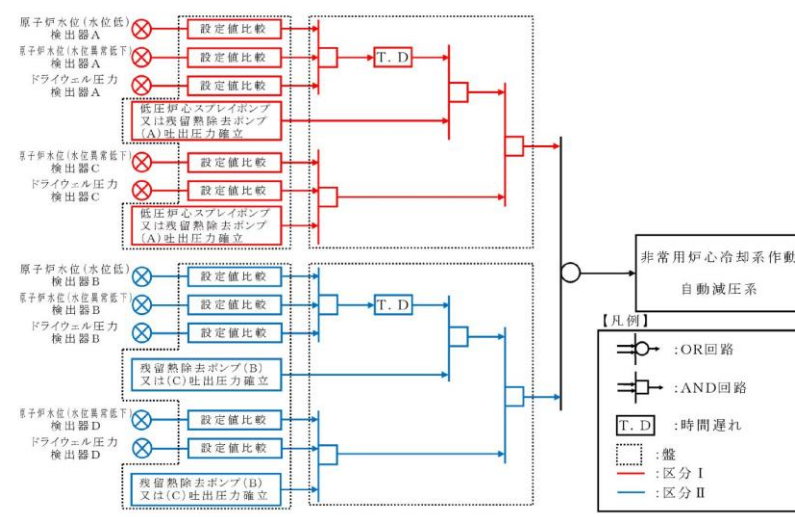 原子炉水位(水位低)
検出器A
設定値比較
原子炉水位(水位異常低下)
検出器A
設定値比較
T.D
ドライウェル圧力
検出器A
設定値比較
低圧炉心スプレイポンプ
又は残留熱除去ポンプ
(A)吐出圧力確立
原子炉水位(水位異常低下)
検出器C
設定値比較
ドライウェル圧力
検出器C
設定値比較
低圧炉心スプレイポンプ
又は残留熱除去ポンプ
(A)吐出圧力確立
原子炉水位(水位低)
検出器B
設定値比較
原子炉水位(水位異常低下)
検出器B
設定値比較
T.D
ドライウェル圧力
検出器B
設定値比較
残留熱除去ポンプ(B)
又は(C)吐出圧力確立
原子炉水位(水位異常低下)
検出器D
設定値比較
ドライウェル圧力
検出器D
設定値比較
残留熱除去ポンプ(B)
又は(C)吐出圧力確立
非常用炉心冷却系作動
自動減圧系
【凡例】
:OR回路
:AND回路
T.D :時間遅れ
:盤
:区分Ⅰ
:区分Ⅱ